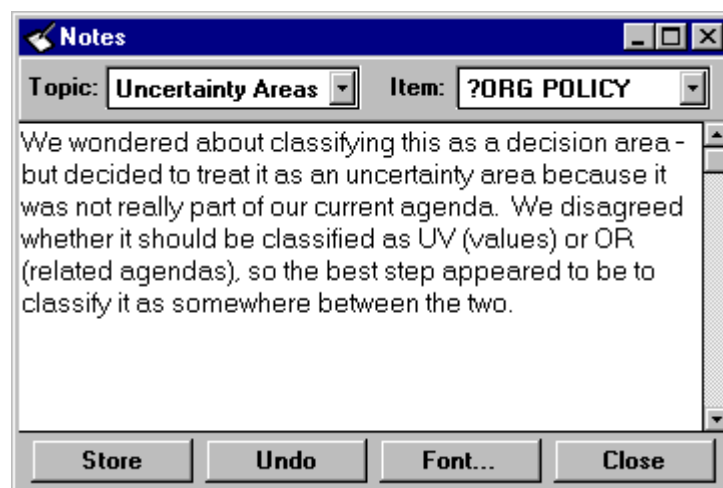 Notes
Topic: Uncertainty Areas Item: ?ORG POLICY
We wondered about classifying this as a decision area -
but decided to treat it as an uncertainty area because it
was not really part of our current agenda.  We disagreed
whether it should be classified as UV (values) or OR
(related agendas), so the best step appeared to be to
classify it as somewhere between the two.
Store Undo Font... Close